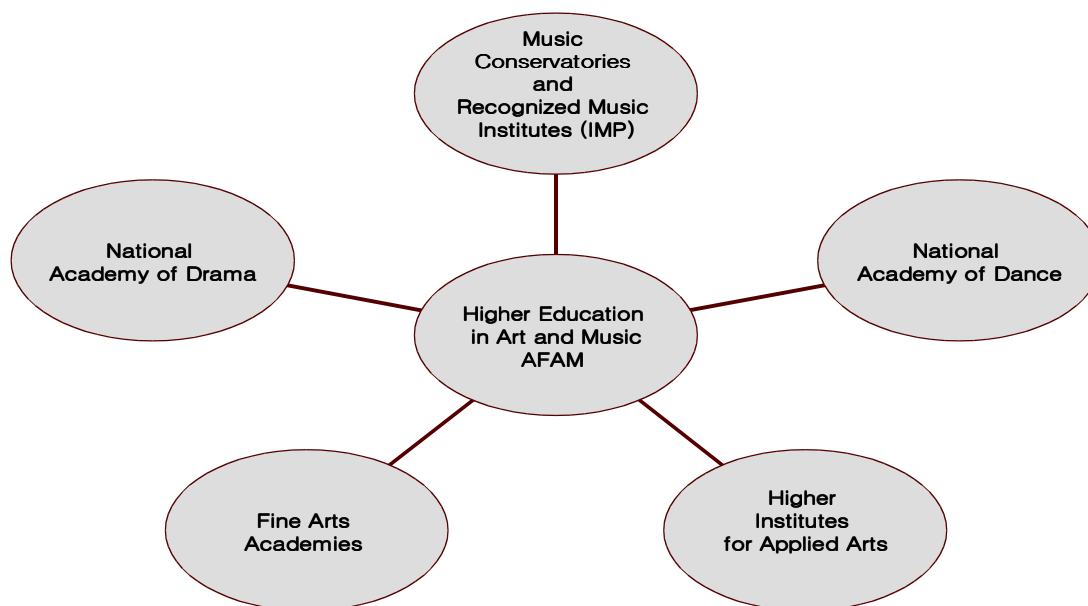 Music
Conservatories
and
Recognized Music
Institutes (IMP)
National
Academy of Drama
National
Academy of Dance
Higher Education
in Art and Music
AFAM
Fine Arts
Academies
Higher
Institutes
for Applied Arts